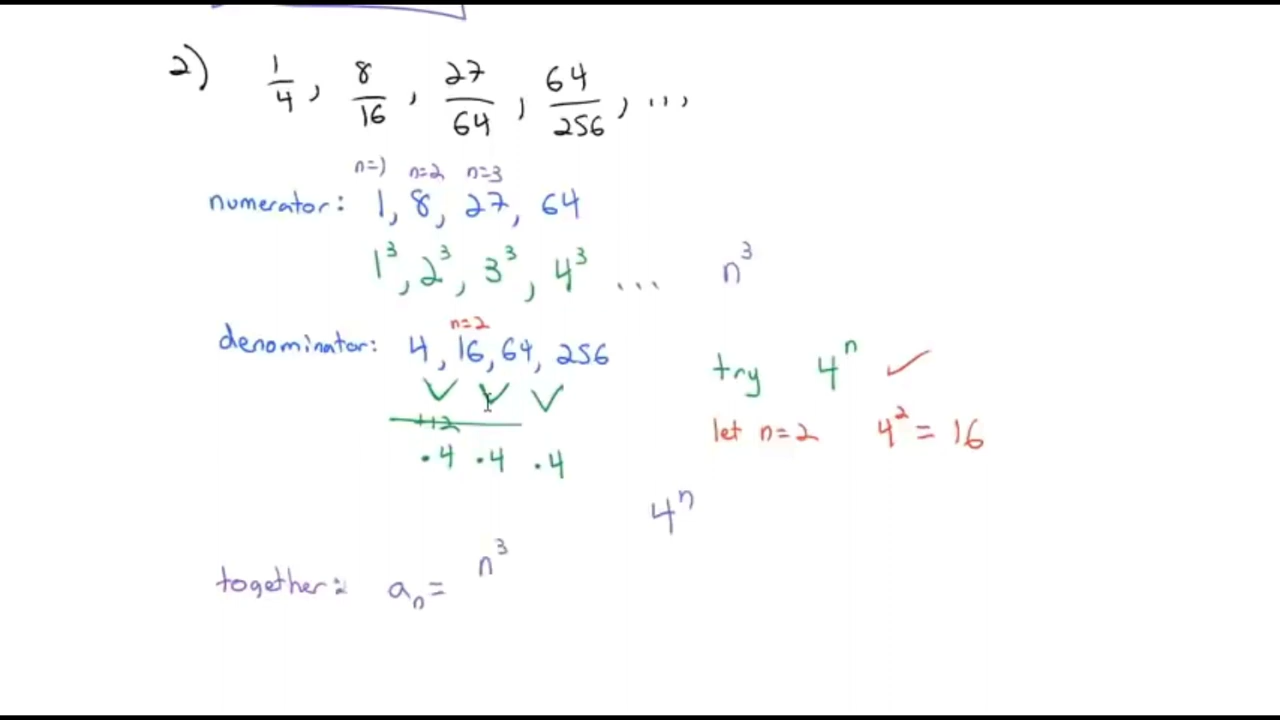 2) 1/4, 8/16, 27/64, 64/256, ...
n=1 n=2 n=3
numerator: 1, 8, 27, 64
1³, 2³, 3³, 4³ ... n³
n=2
denominator: 4, 16, 64, 256
try 4ⁿ ✓
+12
let n=2 4² = 16
·4 ·4 ·4
4ⁿ
together: aₙ = n³